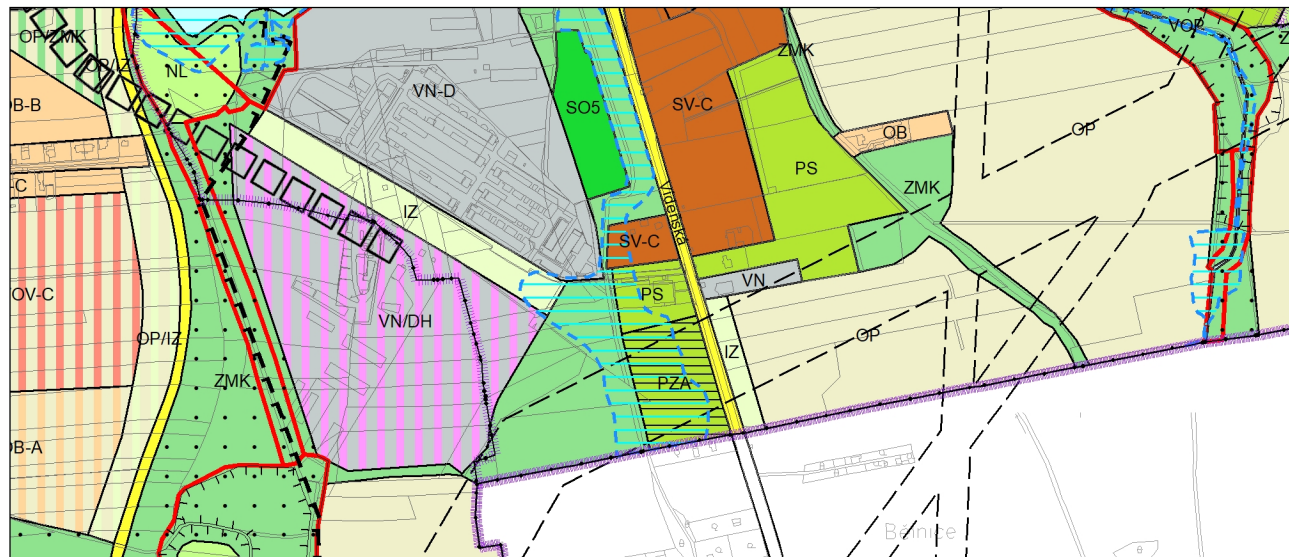 OP/ZMK
OP/IZ
NL
OB-B
VN-D
SO5
SV-C
ZMK
VOP
OB
OP
PS
ZMK
IZ
Vídeňská
SV-C
PS
VN
OV-C
OP/IZ
VN/DH
ZMK
IZ
OP
PZA
OB-A